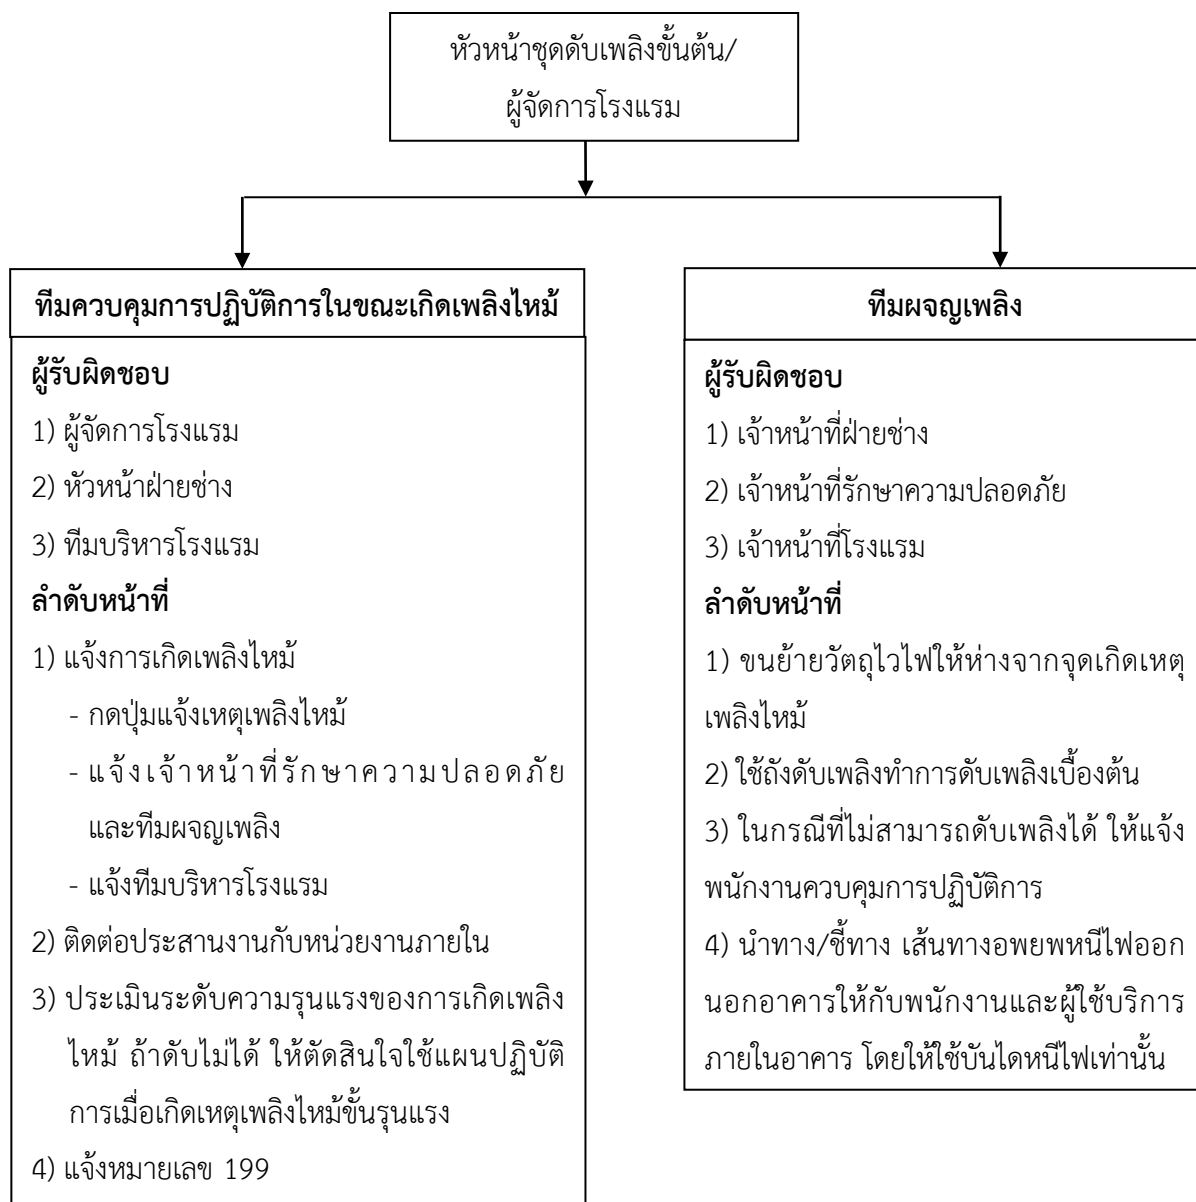 หัวหน้าชุดดับเพลิงขั้นต้น/
ผู้จัดการโรงแรม
ทีมควบคุมการปฏิบัติการในขณะเกิดเพลิงไหม้
ผู้รับผิดชอบ
1) ผู้จัดการโรงแรม
2) หัวหน้าฝ่ายช่าง
3) ทีมบริหารโรงแรม
ลำดับหน้าที่
1) แจ้งการเกิดเพลิงไหม้
- กดปุ่มแจ้งเหตุเพลิงไหม้
- แจ้งเจ้าหน้าที่รักษาความปลอดภัย
และทีมผจญเพลิง
- แจ้งทีมบริหารโรงแรม
2) ติดต่อประสานงานกับหน่วยงานภายใน
3) ประเมินระดับความรุนแรงของการเกิดเพลิง
ไหม้ ถ้าดับไม่ได้ ให้ตัดสินใจใช้แผนปฏิบัติ
การเมื่อเกิดเหตุเพลิงไหม้ขั้นรุนแรง
4) แจ้งหมายเลข 199
ทีมผจญเพลิง
ผู้รับผิดชอบ
1) เจ้าหน้าที่ฝ่ายช่าง
2) เจ้าหน้าที่รักษาความปลอดภัย
3) เจ้าหน้าที่โรงแรม
ลำดับหน้าที่
1) ขนย้ายวัตถุไวไฟให้ห่างจากจุดเกิดเหตุ
เพลิงไหม้
2) ใช้ถังดับเพลิงทำการดับเพลิงเบื้องต้น
3) ในกรณีที่ไม่สามารถดับเพลิงได้ ให้แจ้ง
พนักงานควบคุมการปฏิบัติการ
4) นำทาง/ชี้ทาง เส้นทางอพยพหนีไฟออก
นอกอาคารให้กับพนักงานและผู้ใช้บริการ
ภายในอาคาร โดยให้ใช้บันไดหนีไฟเท่านั้น